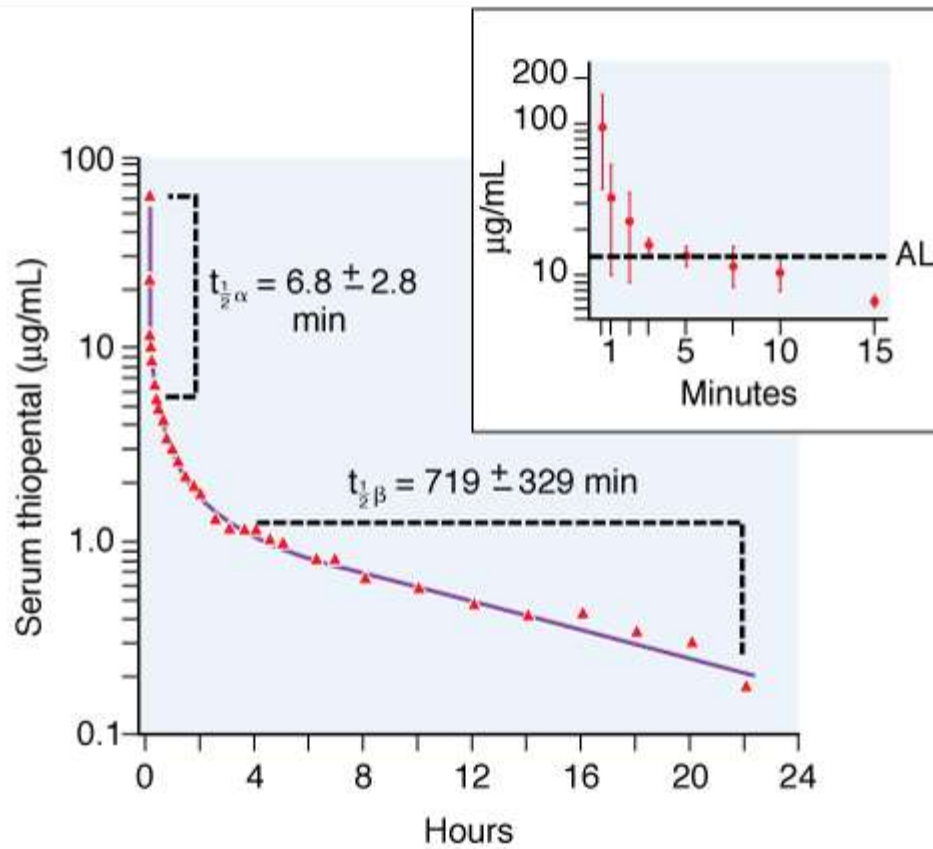 200
100
10
µg/mL
AL
1
5
10
15
Minutes
100
10
1.0
0.1
Serum thiopental (µg/mL)
t½α = 6.8 ± 2.8
min
t½β = 719 ± 329 min
0
4
8
12
16
20
24
Hours